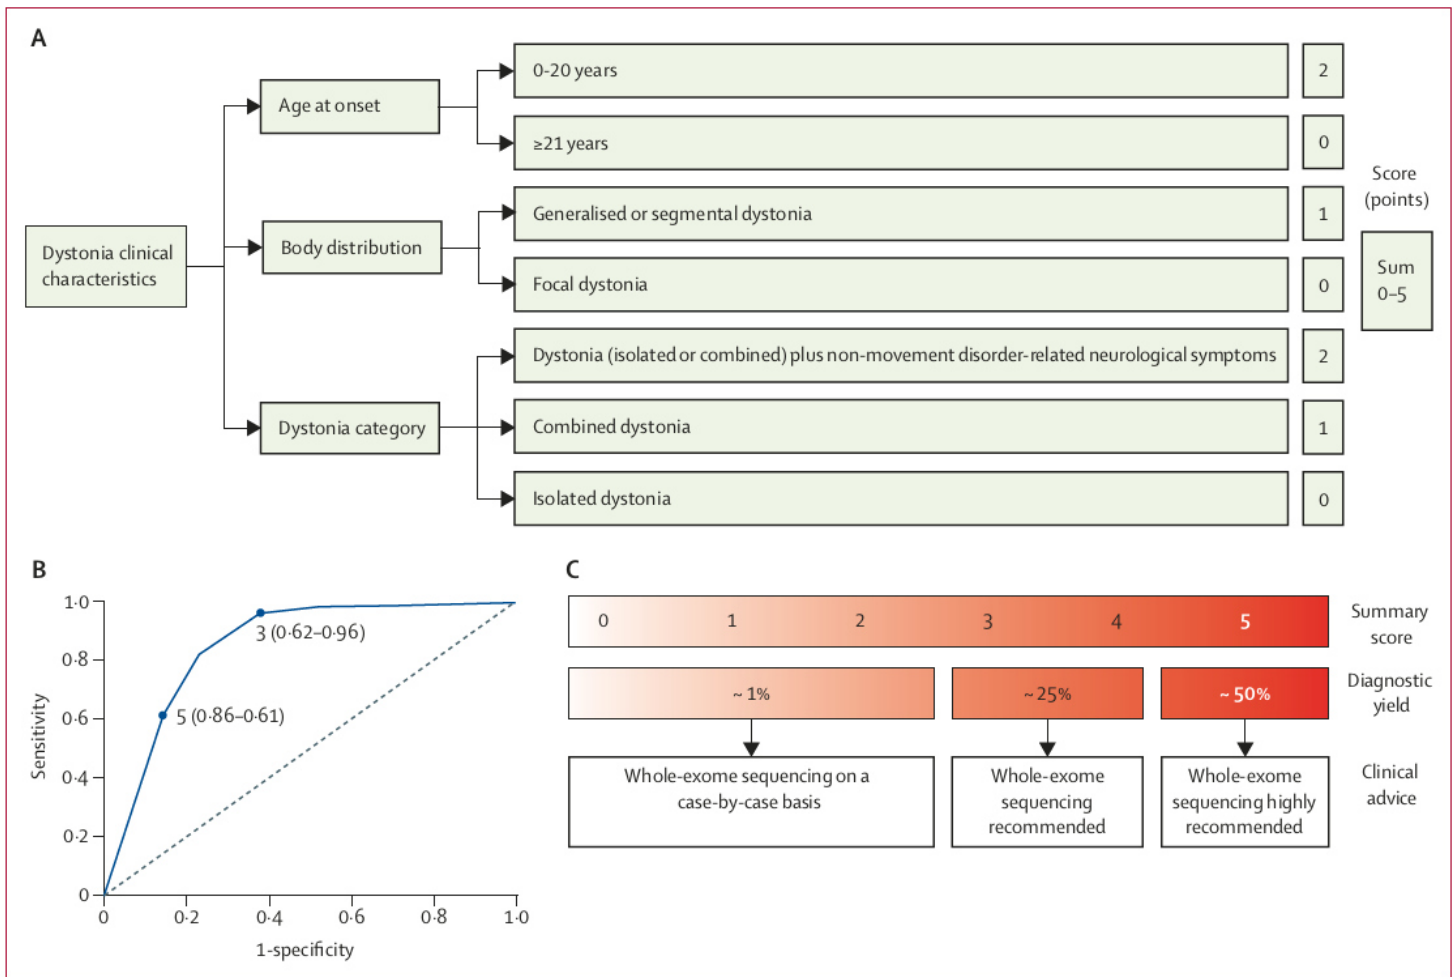 A
0-20 years
2
Age at onset
≥21 years
0
Score
(points)
Generalised or segmental dystonia
1
Dystonia clinical
characteristics
Body distribution
Sum
0–5
Focal dystonia
0
Dystonia (isolated or combined) plus non-movement disorder-related neurological symptoms
2
Dystonia category
Combined dystonia
1
Isolated dystonia
0
B
1·0
0·8
0·6
0·4
0·2
0
Sensitivity
3 (0·62–0·96)
5 (0·86–0·61)
0
0·2
0·4
0·6
0·8
1·0
1-specificity
C
0
1
2
3
4
5
Summary
score
~ 1%
~ 25%
~ 50%
Diagnostic
yield
Whole-exome sequencing on a
case-by-case basis
Whole-exome
sequencing
recommended
Whole-exome
sequencing highly
recommended
Clinical
advice